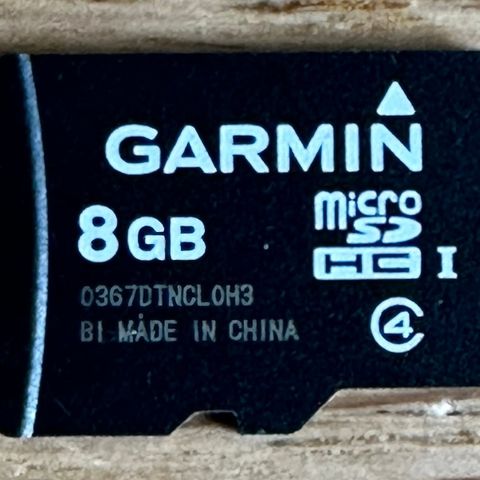 GARMIN
8GB
micro
SD
HC I
0367DTNCL0H3
BI MADE IN CHINA
4